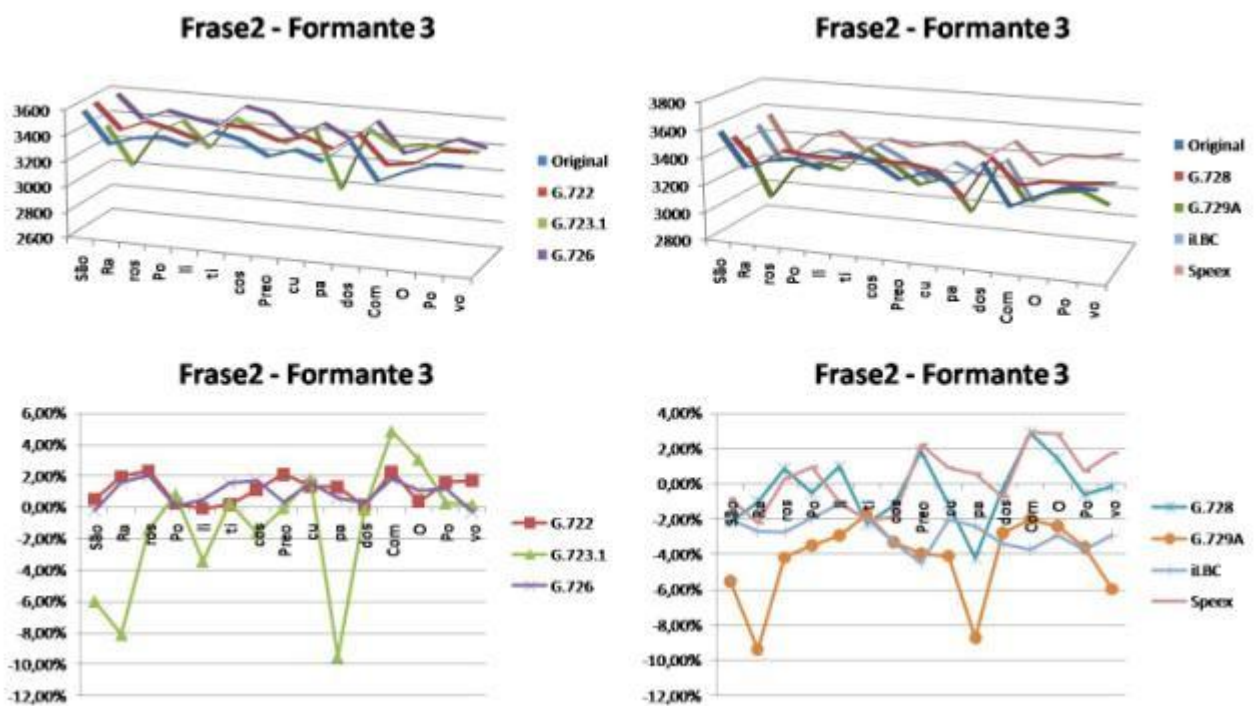 Frase2 - Formante 3
3600
3400
3200
3000
2800
2600
São
Ra
ros
Po
li
ti
cos
Preo
cu
pa
dos
Com
O
Po
vo
Original
G.722
G.723.1
G.726
Frase2 - Formante 3
3800
3600
3400
3200
3000
2800
São
Ra
ros
Po
li
ti
cos
Preo
cu
pa
dos
Com
O
Po
vo
Original
G.728
G.729A
iLBC
Speex
Frase2 - Formante 3
6,00%
4,00%
2,00%
0,00%
-2,00%
-4,00%
-6,00%
-8,00%
-10,00%
-12,00%
São
Ra
ros
Po
li
ti
cos
Preo
cu
pa
dos
Com
O
Po
vo
G.722
G.723.1
G.726
Frase2 - Formante 3
4,00%
2,00%
0,00%
-2,00%
-4,00%
-6,00%
-8,00%
-10,00%
-12,00%
São
Ra
ros
Po
li
ti
cos
Preo
cu
pa
dos
Com
O
Po
vo
G.728
G.729A
iLBC
Speex